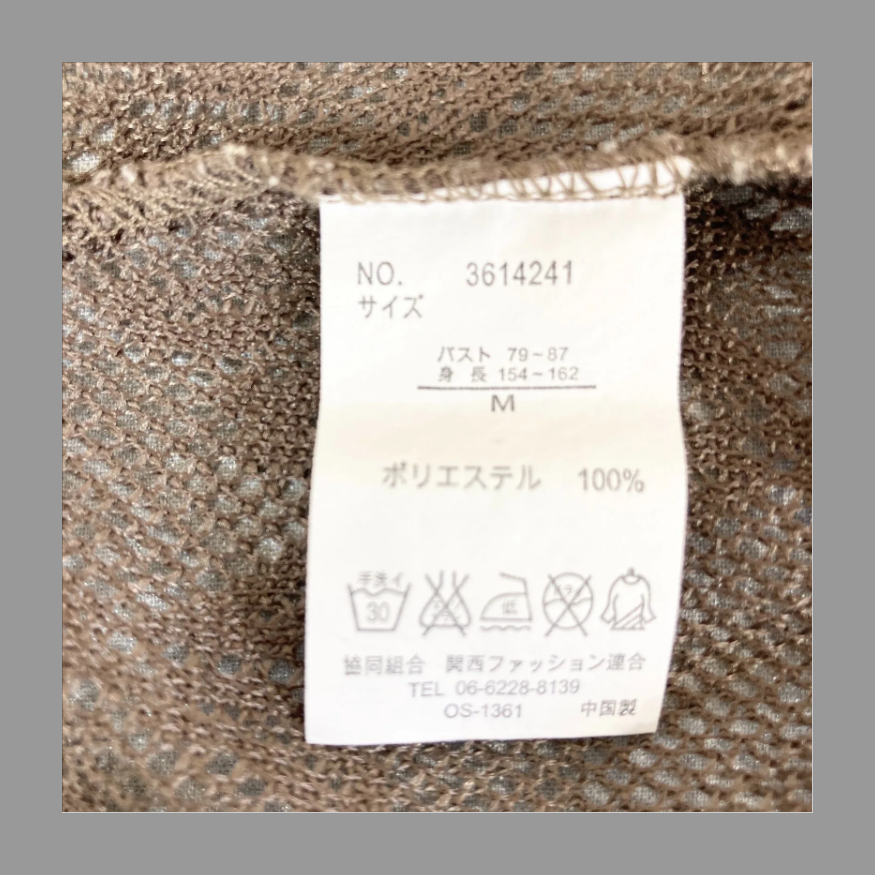 NO. 3614241
サイズ
バスト 79~87
身長 154~162
M
ポリエステル 100%
手洗イ
30
低
協同組合 関西ファッション連合
TEL 06-6228-8139
OS-1361 中国製